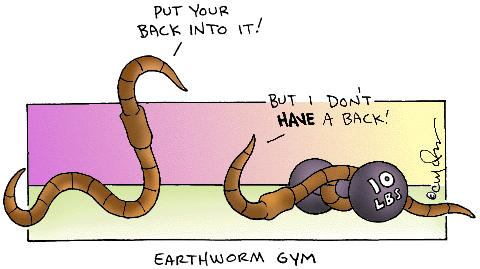 PUT YOUR
BACK INTO IT!
BUT I DON'T
HAVE A BACK!
10
LBS
EARTHWORM GYM